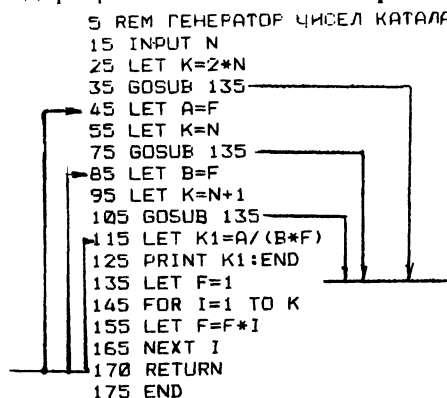 5 REM ГЕНЕРАТОР ЧИСЕЛ КАТАЛА
15 INPUT N
25 LET K=2*N
35 GOSUB 135
45 LET A=F
55 LET K=N
75 GOSUB 135
85 LET B=F
95 LET K=N+1
105 GOSUB 135
115 LET K1=A/(B*F)
125 PRINT K1:END
135 LET F=1
145 FOR I=1 TO K
155 LET F=F*I
165 NEXT I
170 RETURN
175 END